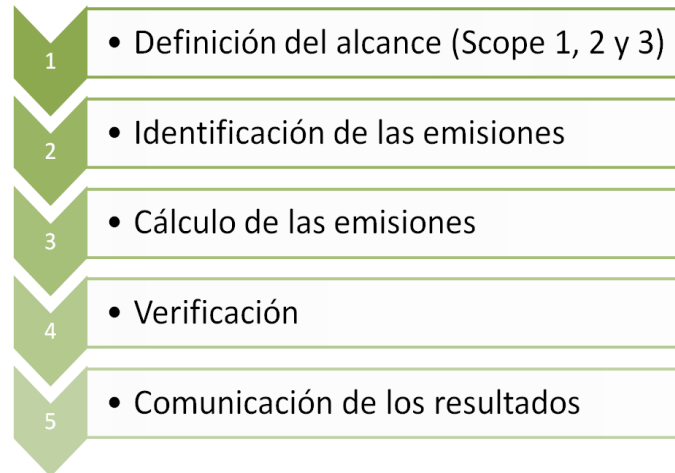 1 • Definición del alcance (Scope 1, 2 y 3)
2 • Identificación de las emisiones
3 • Cálculo de las emisiones
4 • Verificación
5 • Comunicación de los resultados